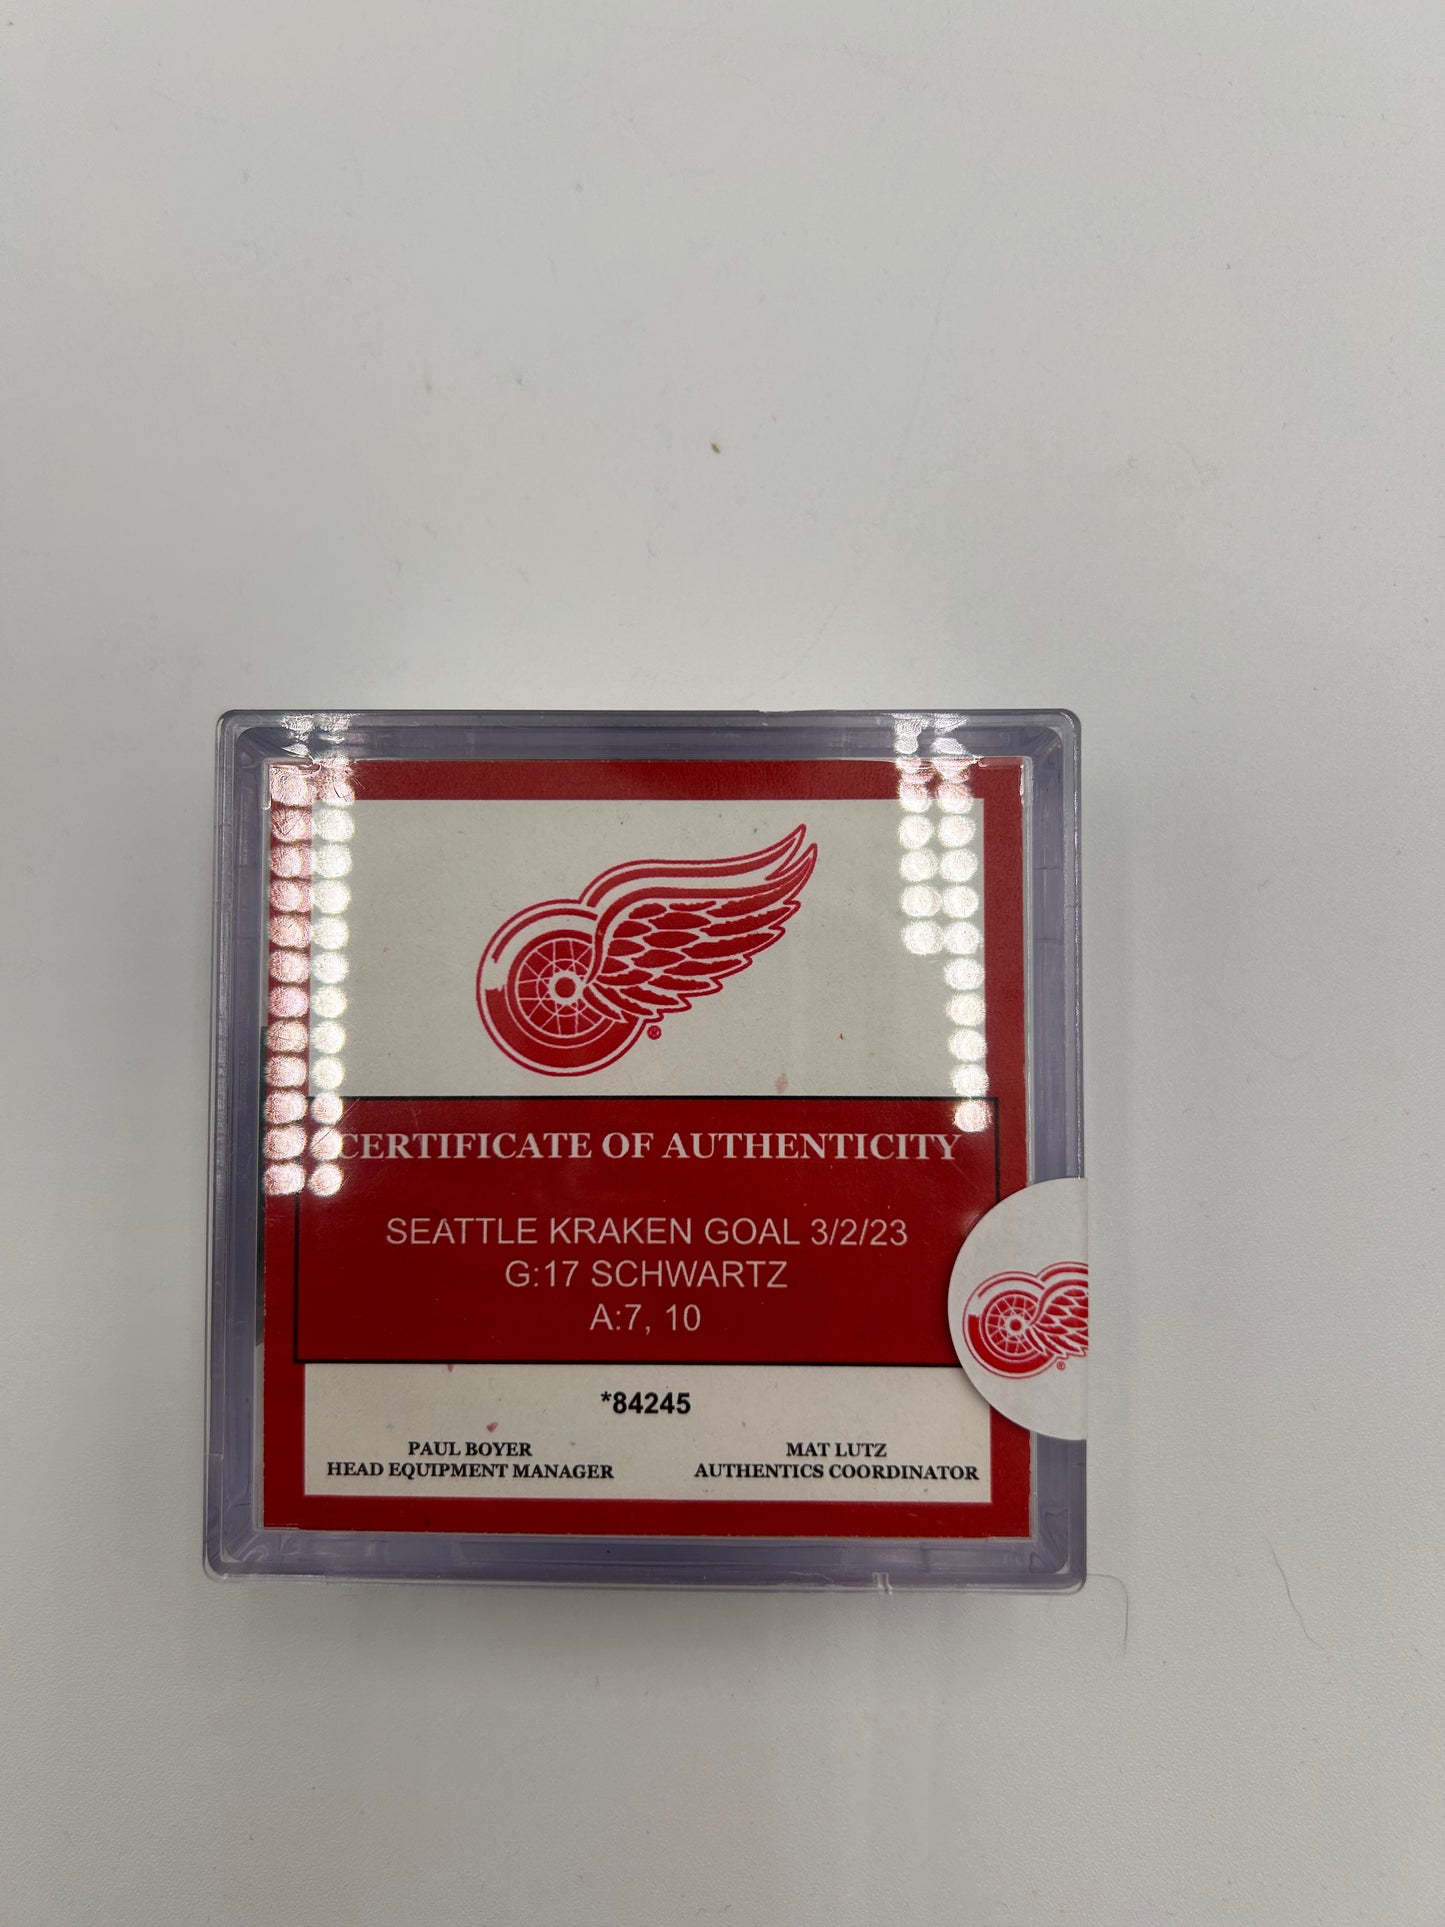 ®
CERTIFICATE OF AUTHENTICITY
SEATTLE KRAKEN GOAL 3/2/23
G:17 SCHWARTZ
A:7, 10
®
*84245
PAUL BOYER
HEAD EQUIPMENT MANAGER
MAT LUTZ
AUTHENTICS COORDINATOR